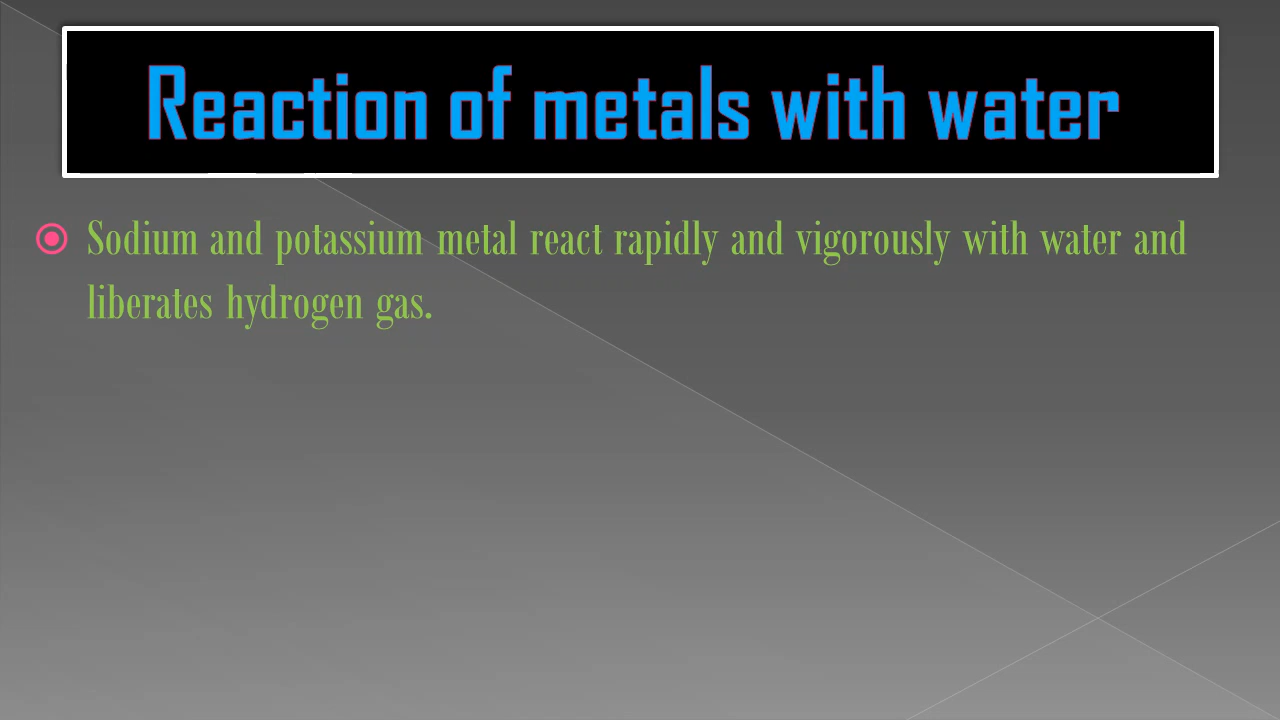 Reaction of metals with water
Sodium and potassium metal react rapidly and vigorously with water and
liberates hydrogen gas.